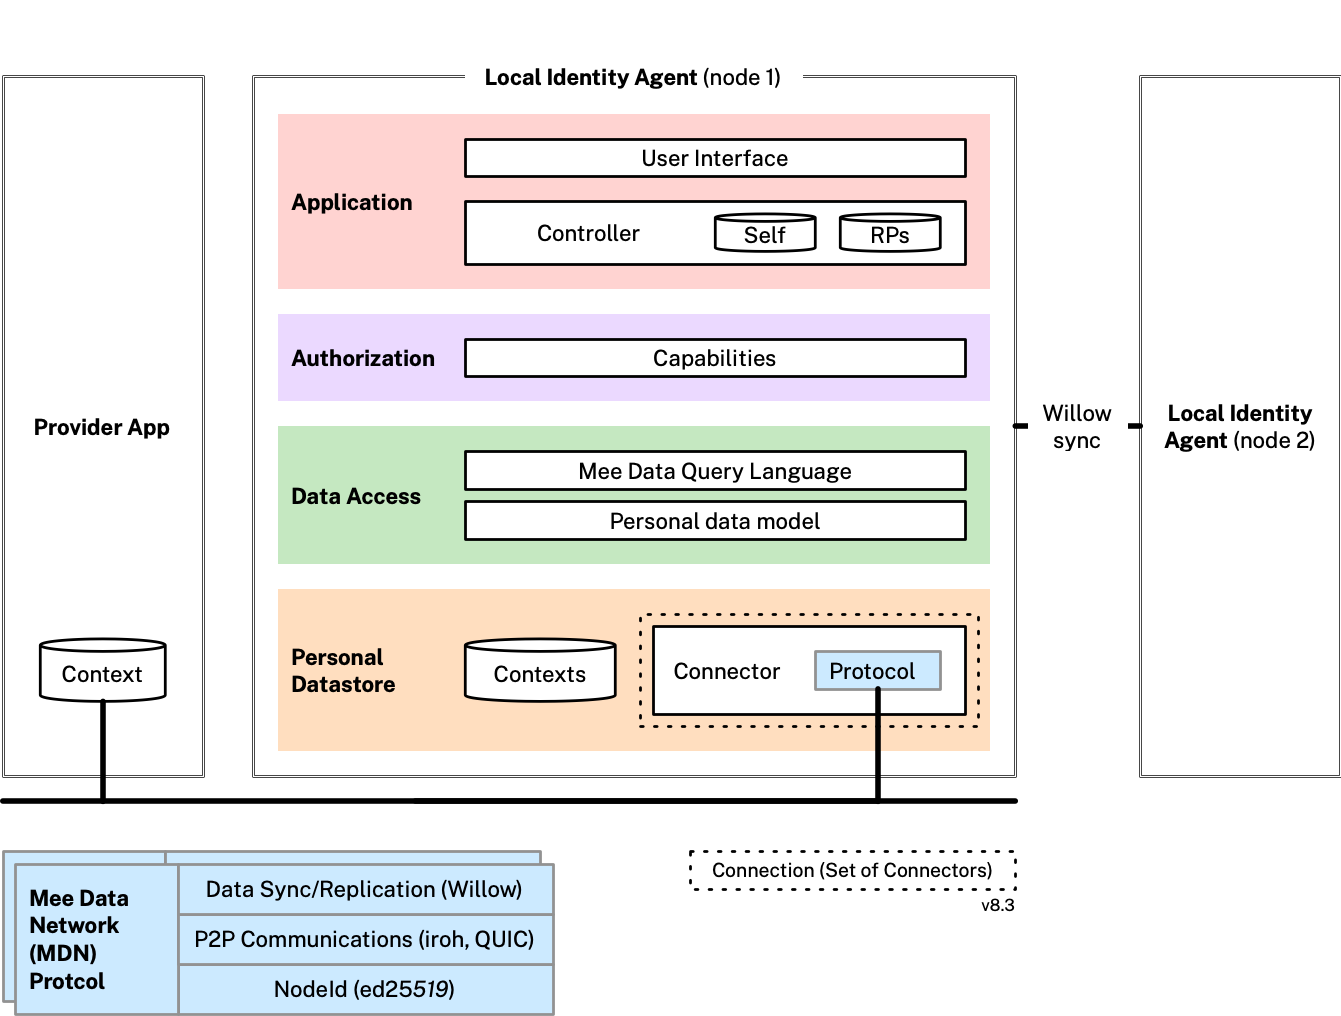 Local Identity Agent (node 1)
Application
User Interface
Controller
Self
RPs
Authorization
Capabilities
Provider App
Willow
sync
Local Identity
Agent (node 2)
Data Access
Mee Data Query Language
Personal data model
Personal
Datastore
Context
Contexts
Connector
Protocol
Connection (Set of Connectors)
v8.3
Mee Data
Network
(MDN)
Protcol
Data Sync/Replication (Willow)
P2P Communications (iroh, QUIC)
NodeId (ed25519)